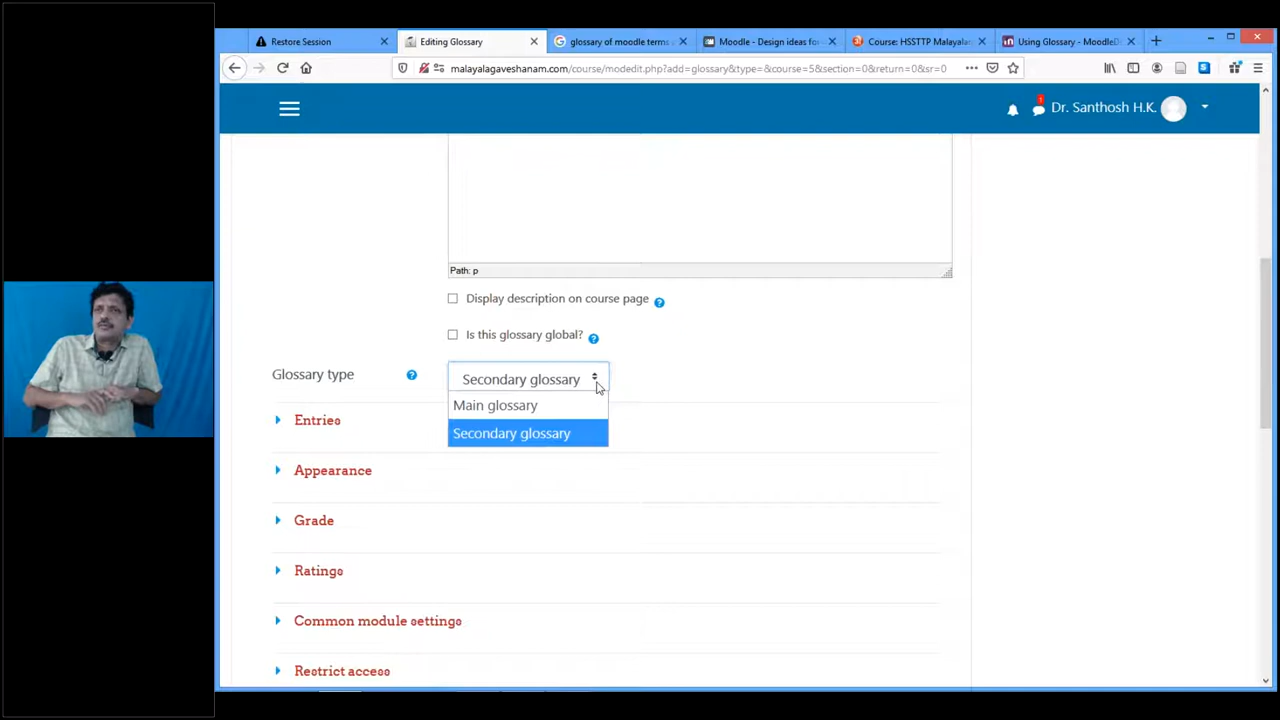 Restore Session
Editing Glossary
glossary of moodle terms
Moodle - Design ideas for
Course: HSSTTP Malayala
Using Glossary - MoodleD
malayalagaveshanam.com/course/modedit.php?add=glossary&type=&course=5&section=0&return=0&sr=0
1
Dr. Santhosh H.K.
Path: p
Display description on course page
Is this glossary global?
Glossary type
Secondary glossary
Main glossary
Secondary glossary
Entries
Appearance
Grade
Ratings
Common module settings
Restrict access